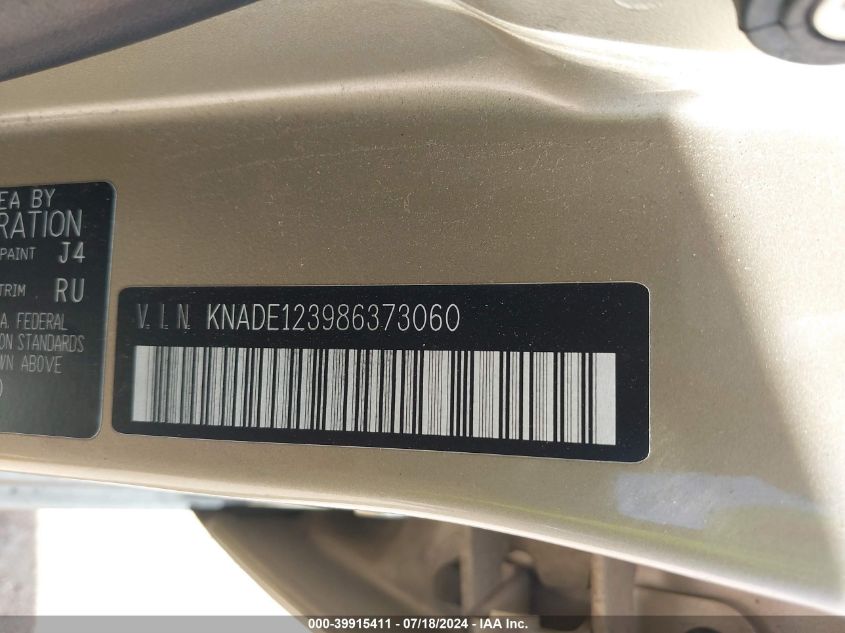 EA BY
RATION
PAINT J4
TRIM RU
A. FEDERAL
ON STANDARDS
WN ABOVE
)
V. I. N. KNADE123986373060
000-39915411 - 07/18/2024 - IAA Inc.